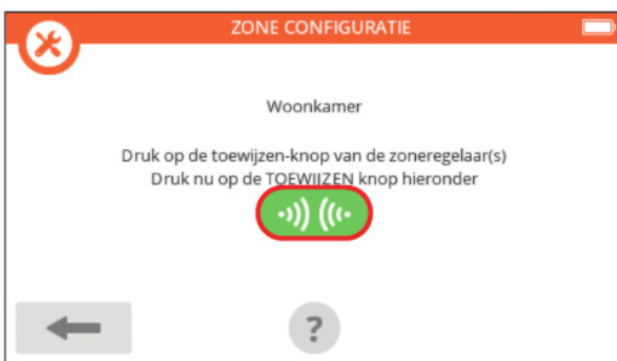 ZONE CONFIGURATIE
Woonkamer
Druk op de toewijzen-knop van de zoneregelaar(s)
Druk nu op de TOEWIJZEN knop hieronder
?